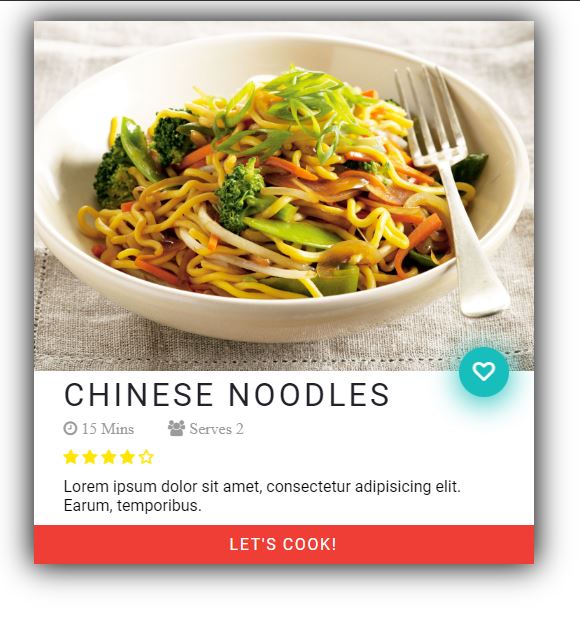 CHINESE NOODLES
15 Mins Serves 2
Lorem ipsum dolor sit amet, consectetur adipisicing elit.
Earum, temporibus.
LET'S COOK!